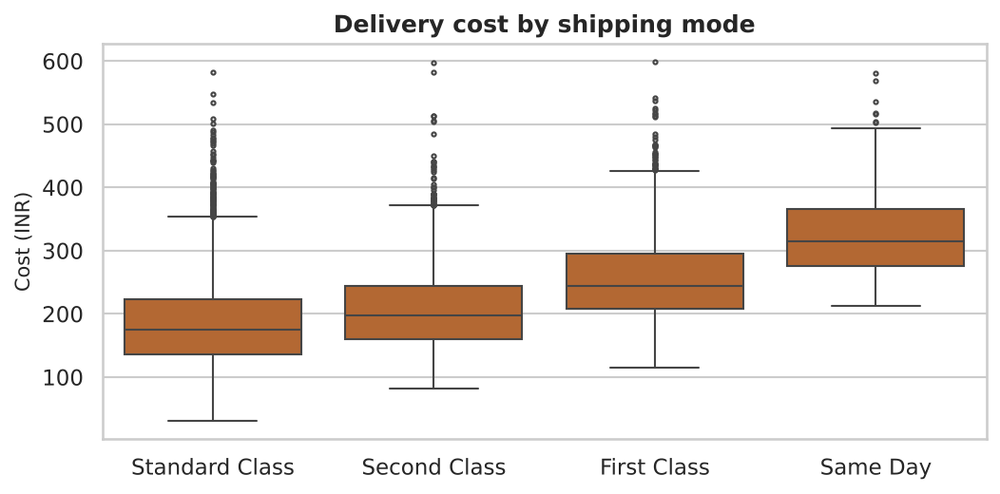 Delivery cost by shipping mode
Cost (INR)
600
500
400
300
200
100
Standard Class
Second Class
First Class
Same Day